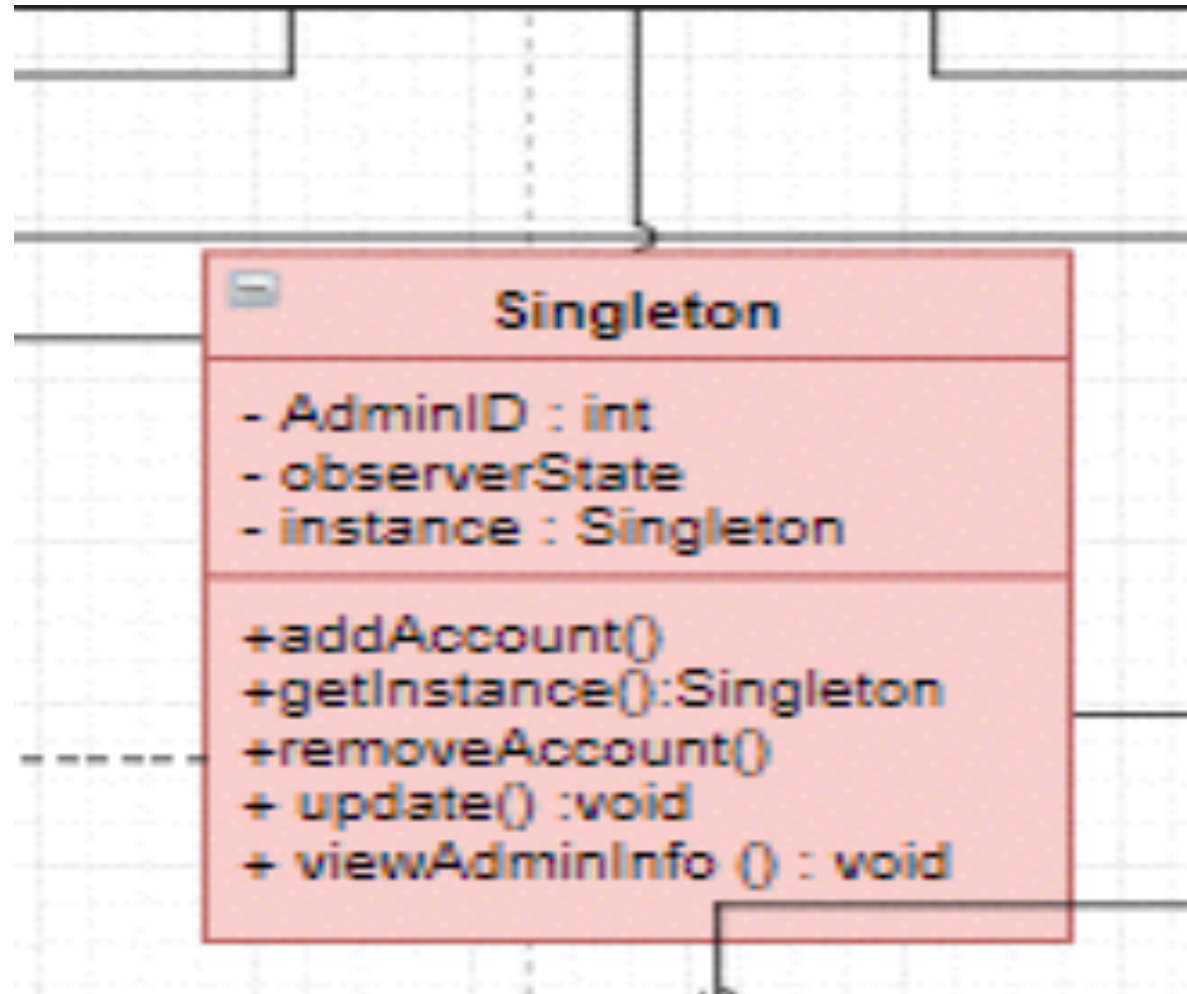 Singleton
- AdminID : int
- observerState
- instance : Singleton
+addAccount()
+getInstance():Singleton
+removeAccount()
+ update() :void
+ viewAdminInfo () : void